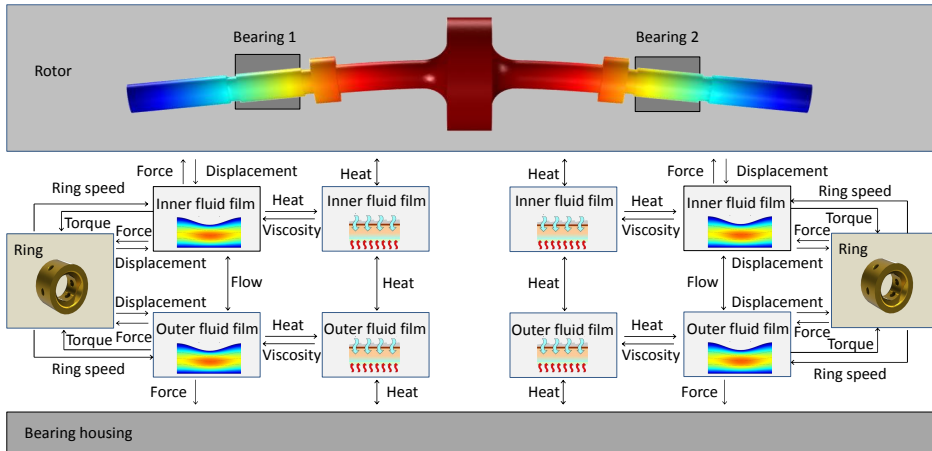 Bearing 1
Bearing 2
Rotor
Force
Displacement
Heat
Heat
Force
Displacement
Ring speed
Inner fluid film
Heat
Viscosity
Inner fluid film
Inner fluid film
Heat
Viscosity
Inner fluid film
Ring speed
Torque
Force
Displacement
Ring
Torque
Force
Displacement
Ring
Flow
Heat
Heat
Flow
Displacement
Force
Torque
Ring speed
Outer fluid film
Heat
Viscosity
Outer fluid film
Outer fluid film
Heat
Viscosity
Outer fluid film
Displacement
Force
Torque
Ring speed
Force
Heat
Heat
Force
Bearing housing